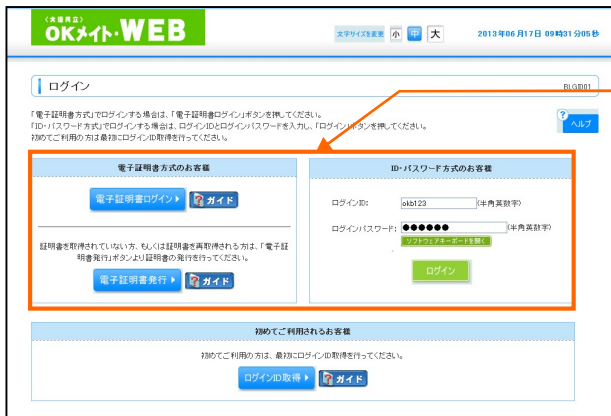 〈大垣共立〉
OKメイト・WEB
文字サイズを変更 小 中 大 2013年06月17日 09時31分05秒
ログイン BLGI001
「電子証明書方式」でログインする場合は、「電子証明書ログイン」ボタンを押してください。
「ID・パスワード方式」でログインする場合は、ログインIDとログインパスワードを入力し、「ログイン」ボタンを押してください。
初めてご利用の方は最初にログインID取得を行ってください。
? ヘルプ
電子証明書方式のお客様
電子証明書ログイン ? ガイド
証明書を取得されていない方、もしくは証明書を再取得される方は、「電子証
明書発行」ボタンより証明書の発行を行ってください。
電子証明書発行 ? ガイド
ID・パスワード方式のお客様
ログインID: okb123 (半角英数字)
ログインパスワード: ●●●●●● (半角英数字)
ソフトウェアキーボードを開く
ログイン
初めてご利用されるお客様
初めてご利用の方は、最初にログインID取得を行ってください。
ログインID取得 ? ガイド